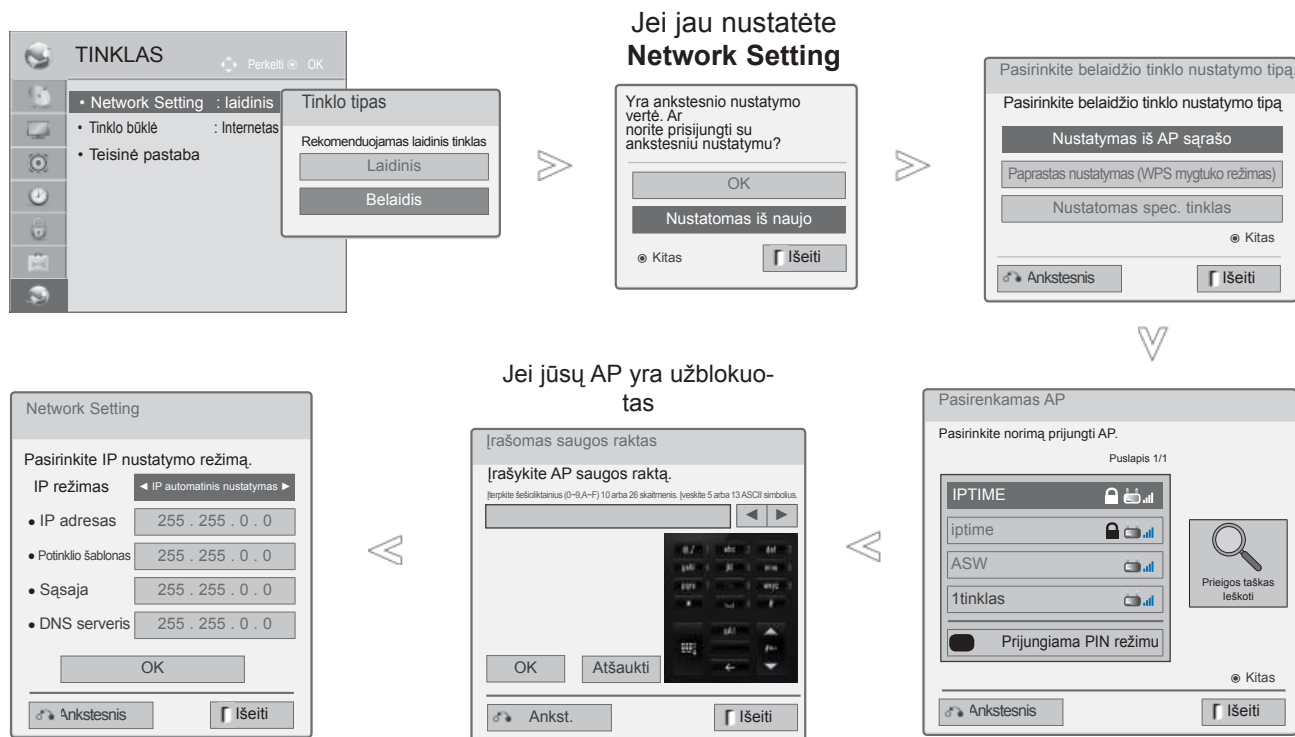 TINKLAS
Perkelti OK
• Network Setting : laidinis
• Tinklo būklė : Internetas
• Teisinė pastaba
Tinklo tipas
Rekomenduojamas laidinis tinklas
Laidinis
Belaidis
Jei jau nustatėte
Network Setting
Yra ankstesnio nustatymo
vertė. Ar
norite prisijungti su
ankstesniu nustatymu?
OK
Nustatomas iš naujo
Kitas
Išeiti
Pasirinkite belaidžio tinklo nustatymo tipą.
Pasirinkite belaidžio tinklo nustatymo tipą
Nustatymas iš AP sąrašo
Paprastas nustatymas (WPS mygtuko režimas)
Nustatomas spec. tinklas
Kitas
Ankstesnis
Išeiti
Network Setting
Pasirinkite IP nustatymo režimą.
IP režimas ◄ IP automatinis nustatymas ►
• IP adresas 255 . 255 . 0 . 0
• Potinklio šablonas 255 . 255 . 0 . 0
• Sąsaja 255 . 255 . 0 . 0
• DNS serveris 255 . 255 . 0 . 0
OK
Ankstesnis
Išeiti
Jei jūsų AP yra užblokuo-
tas
Įrašomas saugos raktas
Įrašykite AP saugos raktą.
Įterpkite šešioliktainius (0~9,A~F) 10 arba 26 skaitmenis. Įveskite 5 arba 13 ASCII simbolius.
◄ ►
OK
Atšaukti
Ankst.
Išeiti
Pasirenkamas AP
Pasirinkite norimą prijungti AP.
Puslapis 1/1
IPTIME
iptime
ASW
1tinklas
Prijungiama PIN režimu
Prieigos taškas
Ieškoti
Kitas
Ankstesnis
Išeiti